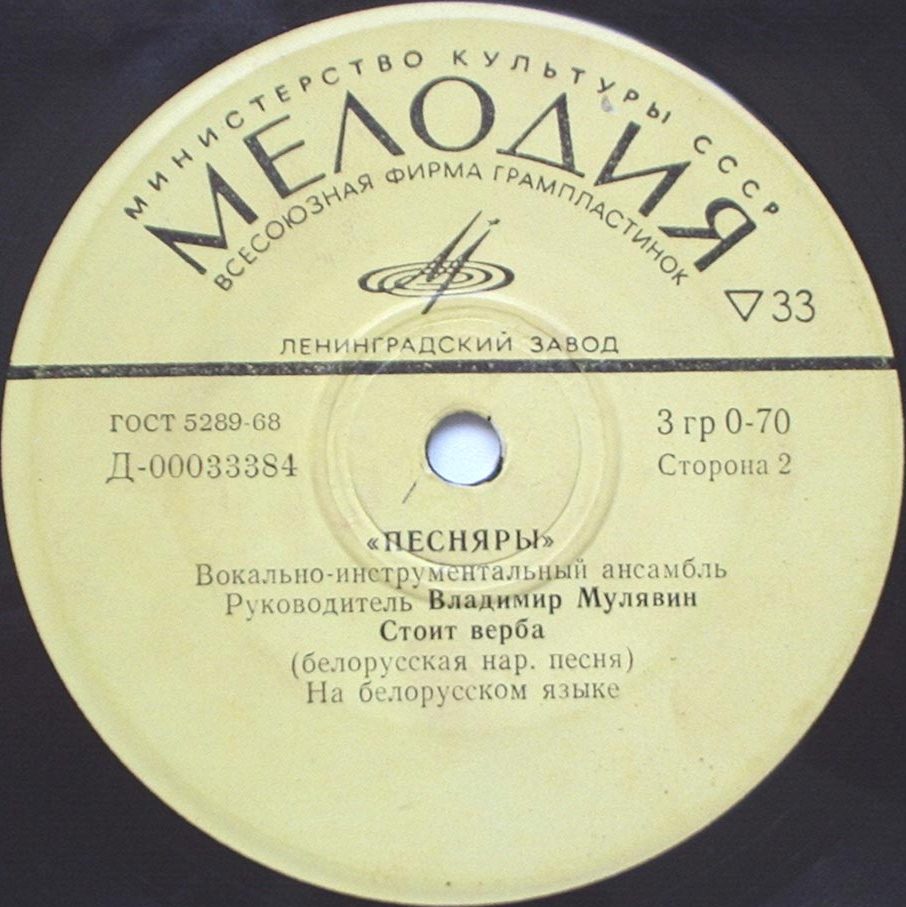 МИНИСТЕРСТВО КУЛЬТУРЫ СССР
МЕЛОДИЯ
ВСЕСОЮЗНАЯ ФИРМА ГРАМПЛАСТИНОК
▽33
ЛЕНИНГРАДСКИЙ ЗАВОД
ГОСТ 5289-68
3 гр 0-70
Д-00033384
Сторона 2
«ПЕСНЯРЫ»
Вокально-инструментальный ансамбль
Руководитель Владимир Мулявин
Стоит верба
(белорусская нар. песня)
На белорусском языке